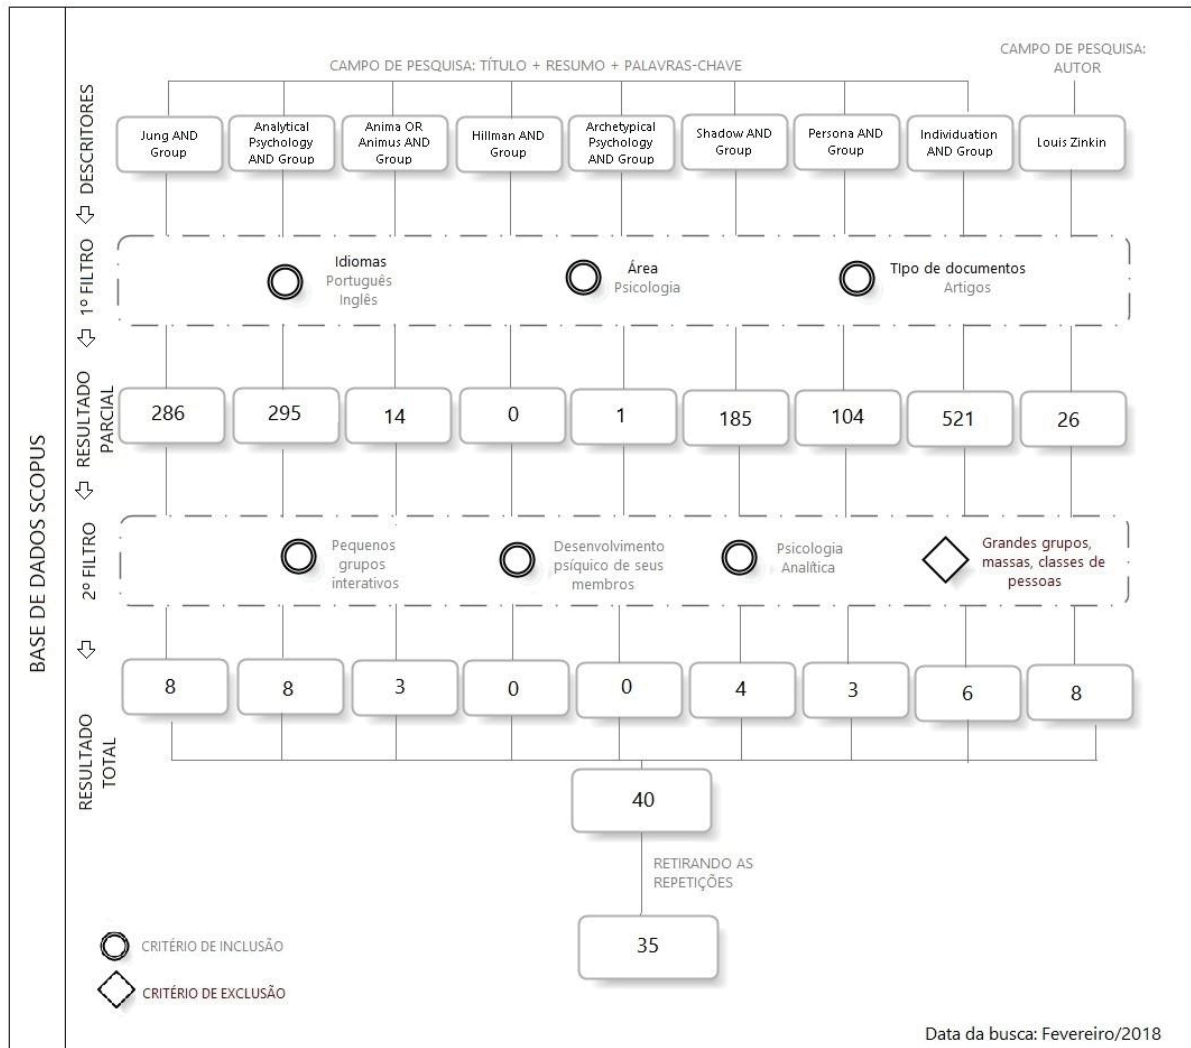 BASE DE DADOS SCOPUS
DESCRITORES
1º FILTRO
RESULTADO
PARCIAL
2º FILTRO
RESULTADO
TOTAL
CAMPO DE PESQUISA: TÍTULO + RESUMO + PALAVRAS-CHAVE
CAMPO DE PESQUISA:
AUTOR
Jung AND
Group
Analytical
Psychology
AND Group
Anima OR
Animus AND
Group
Hillman AND
Group
Archetypical
Psychology
AND Group
Shadow AND
Group
Persona AND
Group
Individuation
AND Group
Louis Zinkin
Idiomas
Português
Inglês
Área
Psicologia
TIpo de documentos
Artigos
286
295
14
0
1
185
104
521
26
Pequenos
grupos
interativos
Desenvolvimento
psíquico de seus
membros
Psicologia
Analítica
Grandes grupos,
massas, classes de
pessoas
8
8
3
0
0
4
3
6
8
40
RETIRANDO AS
REPETIÇÕES
35
CRITÉRIO DE INCLUSÃO
CRITÉRIO DE EXCLUSÃO
Data da busca: Fevereiro/2018